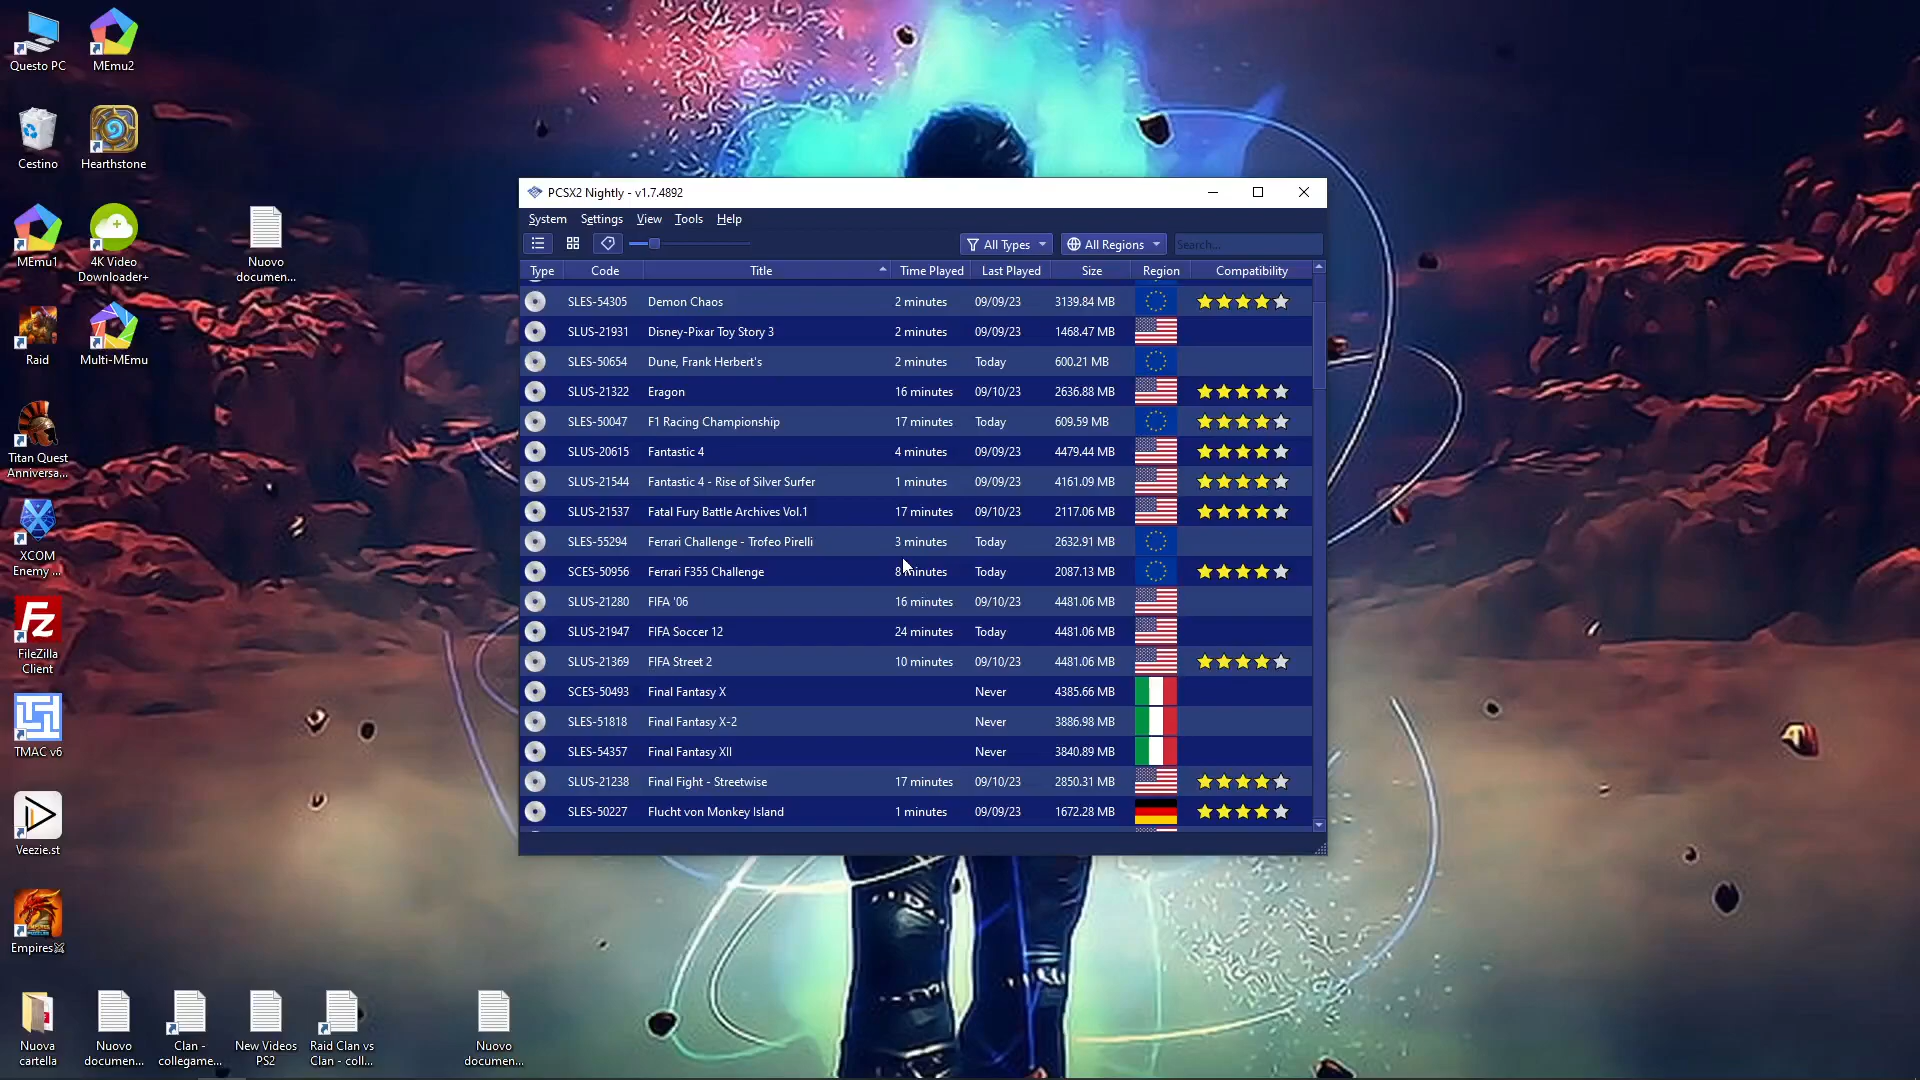 Questo PC
MEmu2
Cestino
Hearthstone
MEmu1
4K Video
Downloader+
Nuovo
documen...
Raid
Multi-MEmu
Titan Quest
Anniversa...
XCOM
Enemy ...
FileZilla
Client
TMAC v6
Veezie.st
Empires⚔
Nuova
cartella
Nuovo
documen...
Clan -
collegame...
New Videos
PS2
Raid Clan vs
Clan - coll...
Nuovo
documen...
PCSX2 Nightly - v1.7.4892
System Settings View Tools Help
All Types All Regions Search...
Type Code Title Time Played Last Played Size Region Compatibility
SLES-54305 Demon Chaos 2 minutes 09/09/23 3139.84 MB
SLUS-21931 Disney-Pixar Toy Story 3 2 minutes 09/09/23 1468.47 MB
SLES-50654 Dune, Frank Herbert's 2 minutes Today 600.21 MB
SLUS-21322 Eragon 16 minutes 09/10/23 2636.88 MB
SLES-50047 F1 Racing Championship 17 minutes Today 609.59 MB
SLUS-20615 Fantastic 4 4 minutes 09/09/23 4479.44 MB
SLUS-21544 Fantastic 4 - Rise of Silver Surfer 1 minutes 09/09/23 4161.09 MB
SLUS-21537 Fatal Fury Battle Archives Vol.1 17 minutes 09/10/23 2117.06 MB
SLES-55294 Ferrari Challenge - Trofeo Pirelli 3 minutes Today 2632.91 MB
SCES-50956 Ferrari F355 Challenge 8 minutes Today 2087.13 MB
SLUS-21280 FIFA '06 16 minutes 09/10/23 4481.06 MB
SLUS-21947 FIFA Soccer 12 24 minutes Today 4481.06 MB
SLUS-21369 FIFA Street 2 10 minutes 09/10/23 4481.06 MB
SCES-50493 Final Fantasy X Never 4385.66 MB
SLES-51818 Final Fantasy X-2 Never 3886.98 MB
SLES-54357 Final Fantasy XII Never 3840.89 MB
SLUS-21238 Final Fight - Streetwise 17 minutes 09/10/23 2850.31 MB
SLES-50227 Flucht von Monkey Island 1 minutes 09/09/23 1672.28 MB